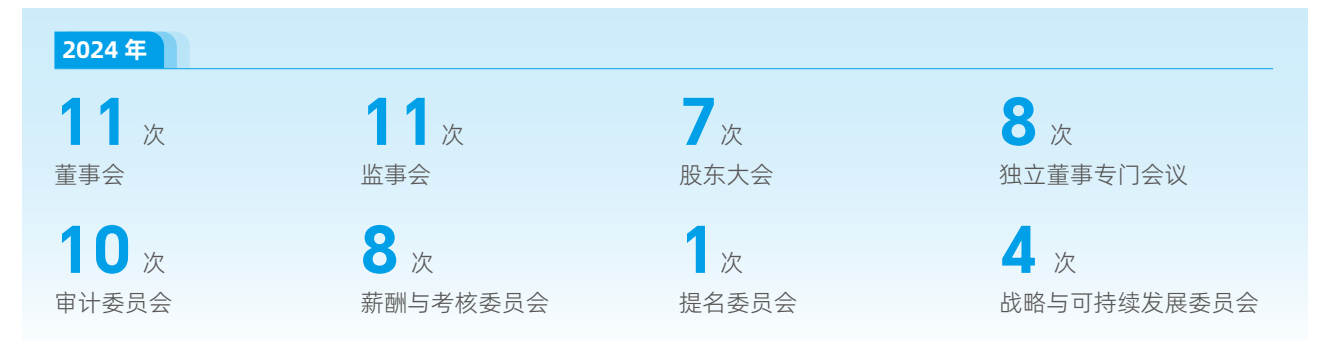 2024 年
11 次
董事会
11 次
监事会
7 次
股东大会
8 次
独立董事专门会议
10 次
审计委员会
8 次
薪酬与考核委员会
1 次
提名委员会
4 次
战略与可持续发展委员会